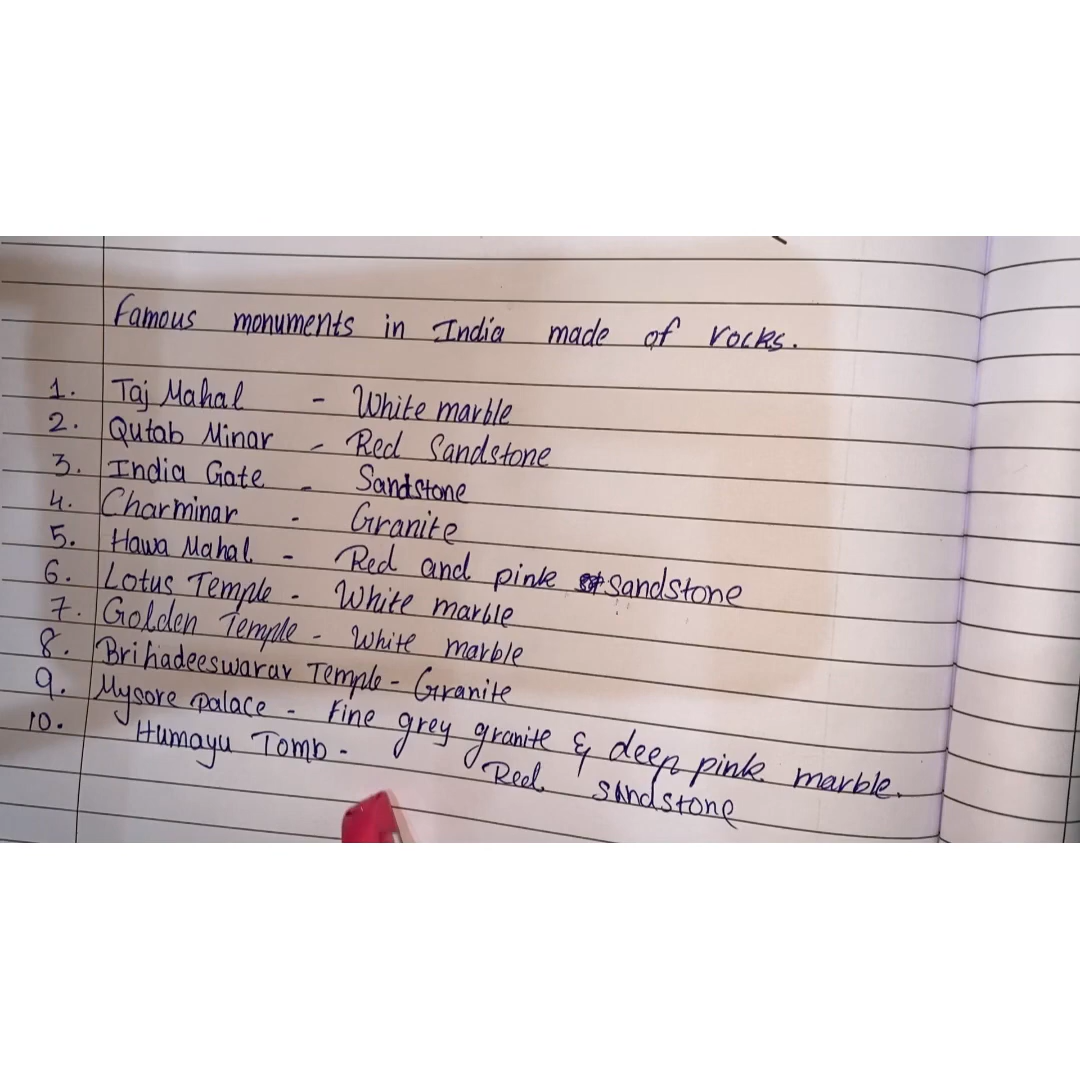 Famous monuments in India made of rocks.
1. Taj Mahal - White marble
2. Qutab Minar - Red Sandstone
3. India Gate - Sandstone
4. Charminar - Granite
5. Hawa Mahal - Red and pink sandstone
6. Lotus Temple - White marble
7. Golden Temple - White marble
8. Brihadeeswarar Temple - Granite
9. Mysore palace - Fine grey granite & deep pink marble.
10. Humayu Tomb - Red sandstone